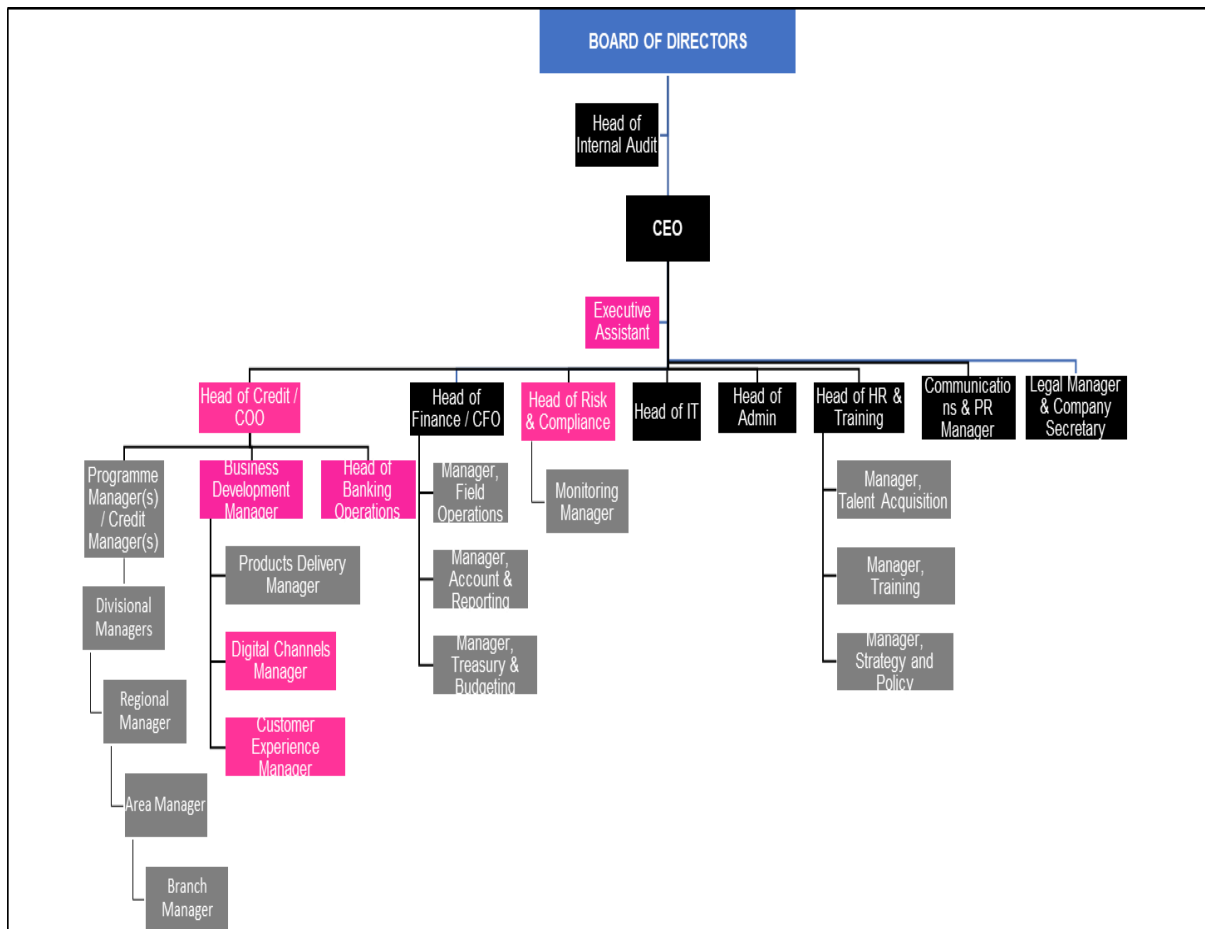 BOARD OF DIRECTORS
Head of
Internal Audit
CEO
Executive
Assistant
Head of Credit /
COO
Head of
Finance / CFO
Head of Risk
& Compliance
Head of IT
Head of
Admin
Head of HR &
Training
Communicatio
ns & PR
Manager
Legal Manager
& Company
Secretary
Programme
Manager(s)
/ Credit
Manager(s)
Business
Development
Manager
Head of
Banking
Operations
Manager,
Field
Operations
Monitoring
Manager
Manager,
Talent Acquisition
Products Delivery
Manager
Manager,
Account &
Reporting
Manager,
Training
Divisional
Managers
Digital Channels
Manager
Manager,
Treasury &
Budgeting
Manager,
Strategy and
Policy
Regional
Manager
Customer
Experience
Manager
Area Manager
Branch
Manager